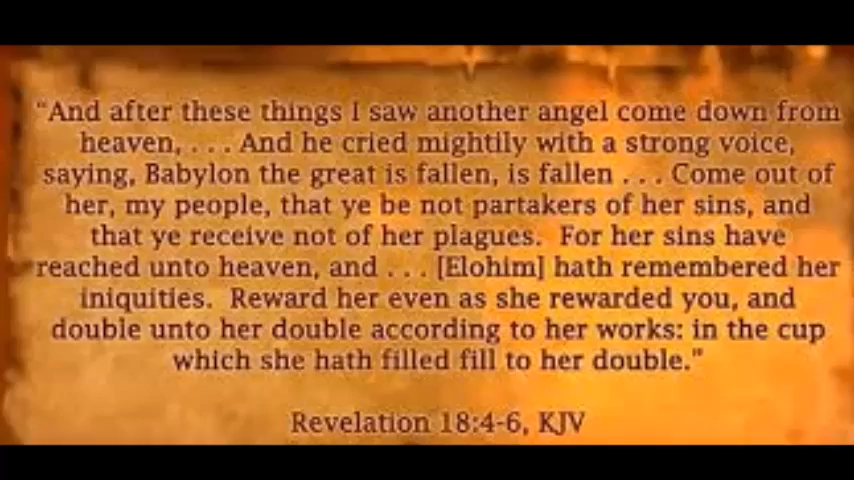 "And after these things I saw another angel come down from
heaven, . . . And he cried mightily with a strong voice,
saying, Babylon the great is fallen, is fallen . . . Come out of
her, my people, that ye be not partakers of her sins, and
that ye receive not of her plagues. For her sins have
reached unto heaven, and . . . [Elohim] hath remembered her
iniquities. Reward her even as she rewarded you, and
double unto her double according to her works: in the cup
which she hath filled fill to her double."
Revelation 18:4-6, KJV